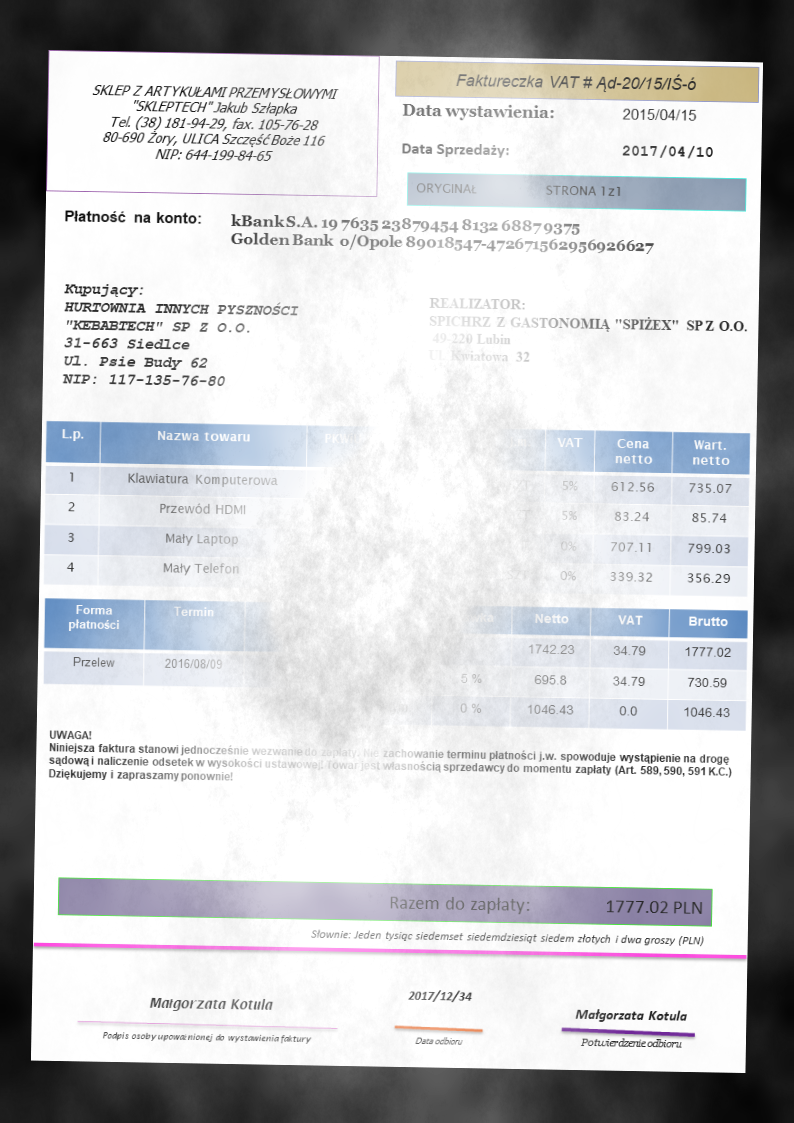 SKLEP Z ARTYKUŁAMI PRZEMYSŁOWYMI
"SKLEPTECH" Jakub Szłapka
Tel. (38) 181-94-29, fax. 105-76-28
80-690 Żory, ULICA Szczęść Boże 116
NIP: 644-199-84-65
Faktureczka VAT # Ąd-20/15/IŚ-ó
Data wystawienia: 2015/04/15
Data Sprzedaży: 2017/04/10
ORYGINAŁ STRONA 1 z 1
Płatność na konto: kBank S.A. 19 7635 23879454 8132 6887 9375
Golden Bank o/Opole 89018547-472671562956926627
Kupujący:
HURTOWNIA INNYCH PYSZNOŚCI
"KEBABTECH" SP Z O.O.
31-663 Siedlce
Ul. Psie Budy 62
NIP: 117-135-76-80
REALIZATOR:
SPICHRZ Z GASTONOMIĄ "SPIŻEX" SP Z O.O.
49-220 Lubin
Ul. Kwiatowa 32
L.p. Nazwa towaru VAT Cena netto Wart. netto
1 Klawiatura Komputerowa 5% 612.56 735.07
2 Przewód HDMI 5% 83.24 85.74
3 Mały Laptop 0% 707.11 799.03
4 Mały Telefon 0% 339.32 356.29
Forma płatności Termin
Przelew 2016/08/09
Netto VAT Brutto
1742.23 34.79 1777.02
5 % 695.8 34.79 730.59
0 % 1046.43 0.0 1046.43
UWAGA!
Niniejsza faktura stanowi jednocześnie wezwanie do zapłaty. Nie zachowanie terminu płatności j.w. spowoduje wystąpienie na drogę
sądową i naliczenie odsetek w wysokości ustawowej! Towar jest własnością sprzedawcy do momentu zapłaty (Art. 589, 590, 591 K.C.)
Dziękujemy i zapraszamy ponownie!
Razem do zapłaty: 1777.02 PLN
Słownie: Jeden tysiąc siedemset siedemdziesiąt siedem złotych i dwa groszy (PLN)
Małgorzata Kotula
Podpis osoby upoważnionej do wystawienia faktury
2017/12/34
Data odbioru
Małgorzata Kotula
Potwierdzenie odbioru